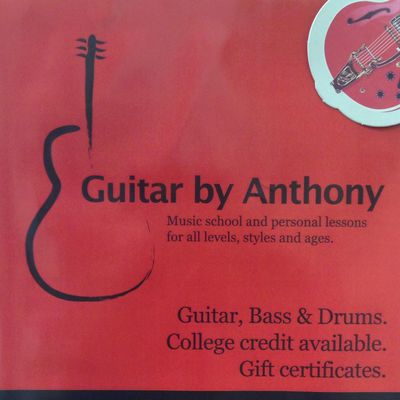 Guitar by Anthony
Music school and personal lessons
for all levels, styles and ages.
Guitar, Bass & Drums.
College credit available.
Gift certificates.